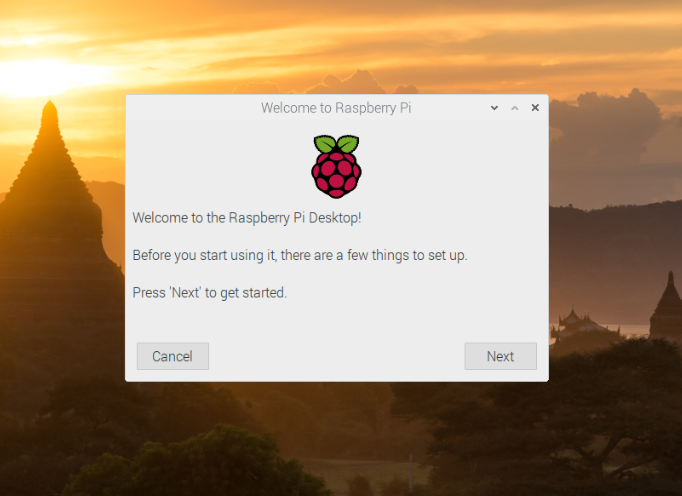 Welcome to Raspberry Pi
Welcome to the Raspberry Pi Desktop!
Before you start using it, there are a few things to set up.
Press 'Next' to get started.
Cancel
Next